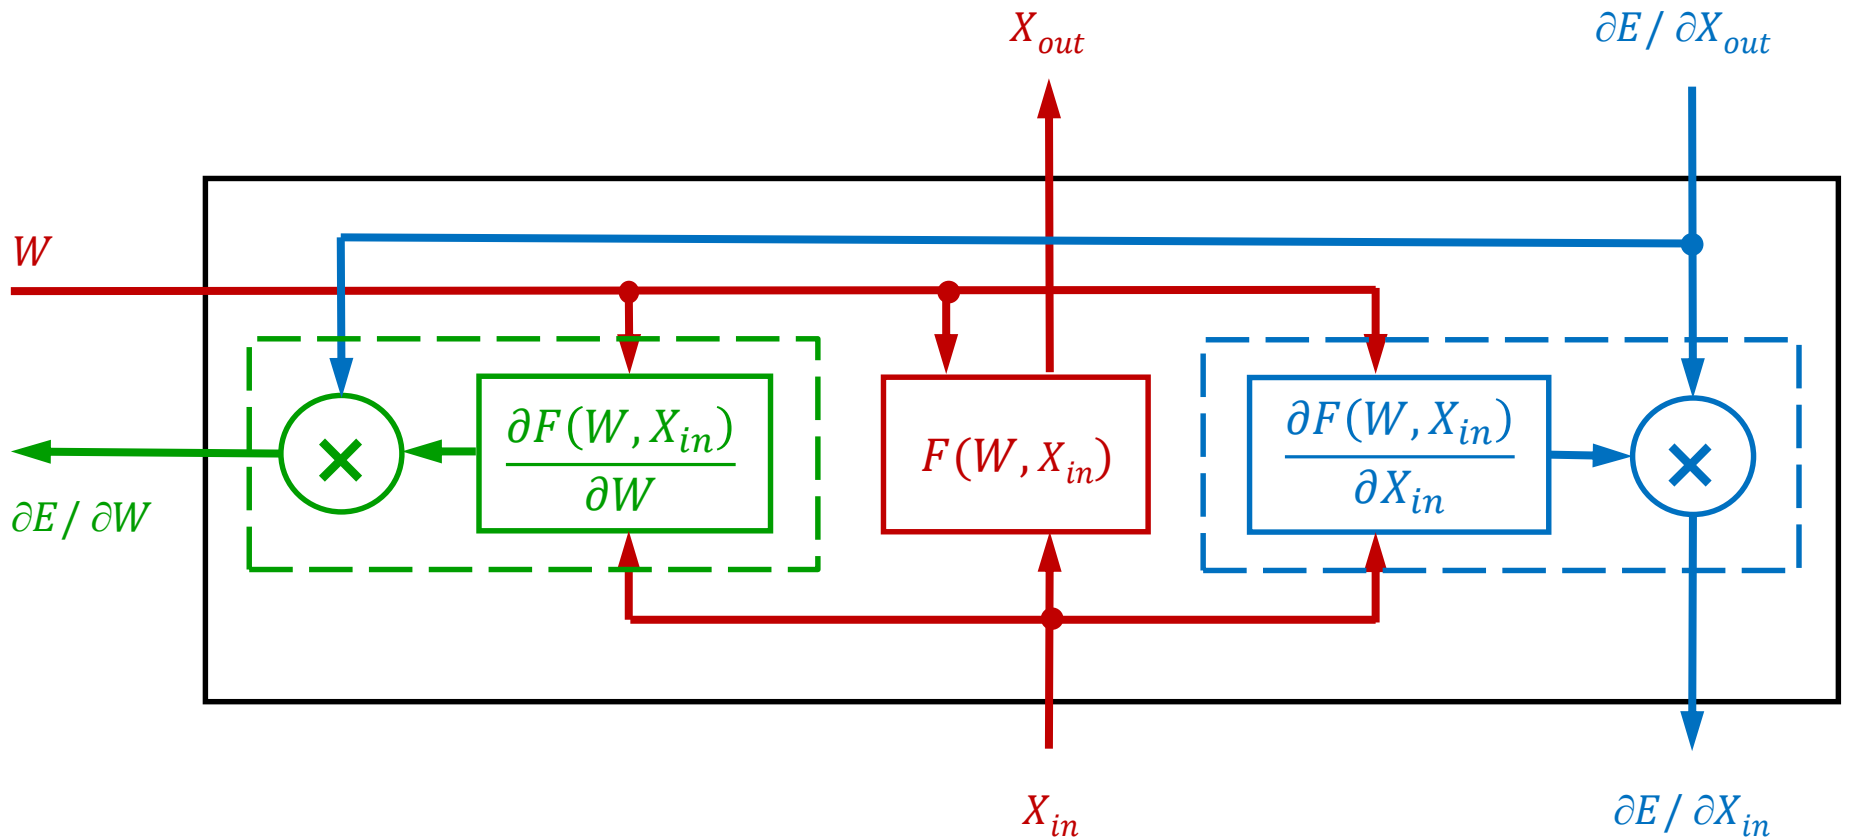 X_out
∂E / ∂X_out
W
∂F(W, X_in)
∂W
F(W, X_in)
∂F(W, X_in)
∂X_in
×
×
∂E / ∂W
X_in
∂E / ∂X_in